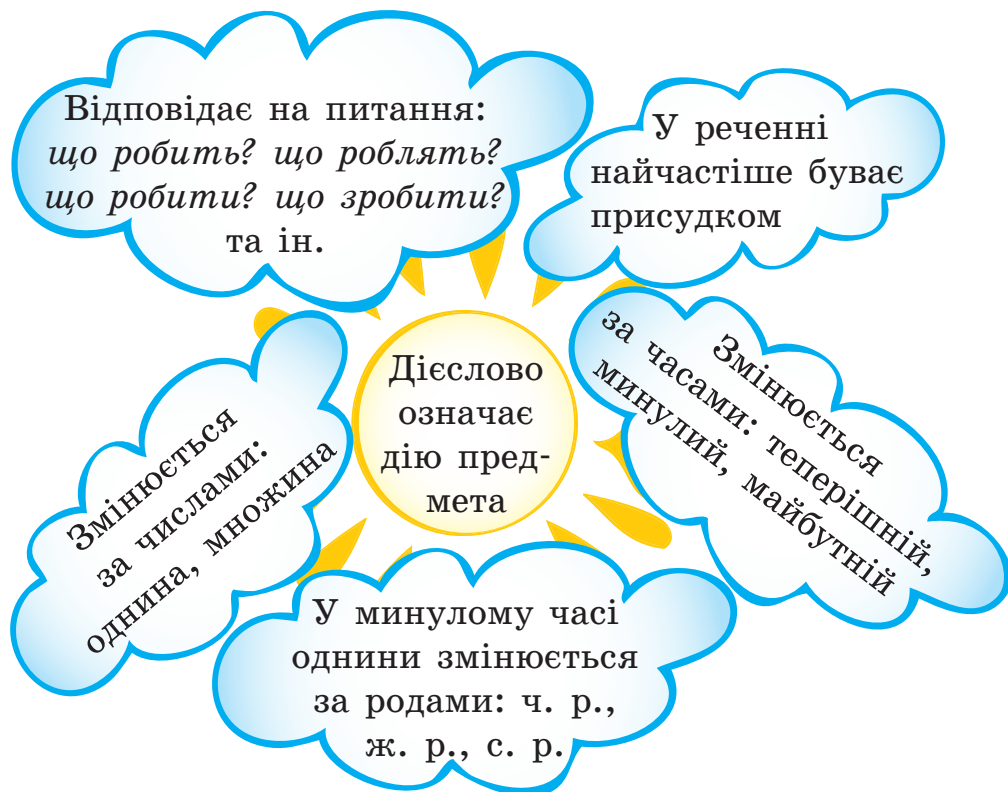 Відповідає на питання:
що робить? що роблять?
що робити? що зробити?
та ін.
У реченні
найчастіше буває
присудком
Дієслово
означає
дію пред-
мета
Змінюється
за часами: теперішній,
минулий, майбутній
Змінюється
за числами:
однина, множина
У минулому часі
однини змінюється
за родами: ч. р.,
ж. р., с. р.